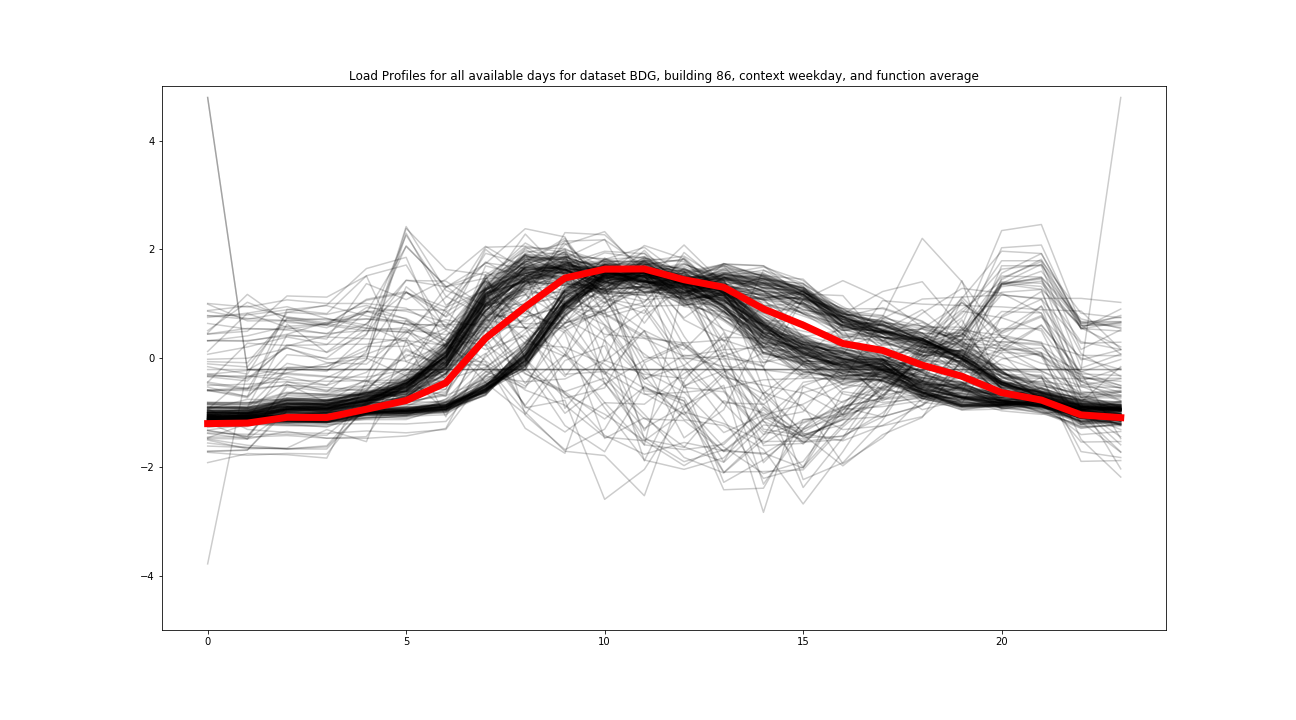 Load Profiles for all available days for dataset BDG, building 86, context weekday, and function average
4
2
0
−2
−4
0 5 10 15 20